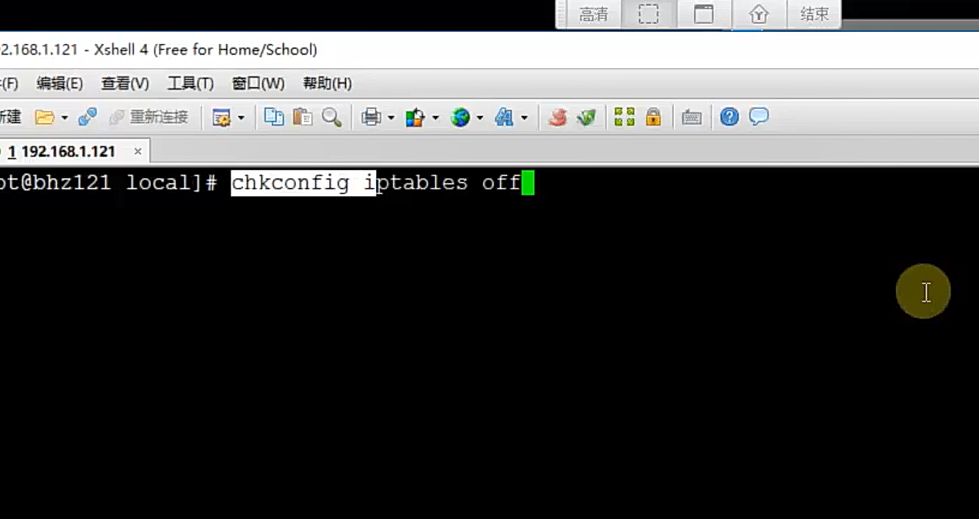 高清 结束
2.168.1.121 - Xshell 4 (Free for Home/School)
(F) 编辑(E) 查看(V) 工具(T) 窗口(W) 帮助(H)
新建 重新连接
1 192.168.1.121 ×
ot@bhz121 local]# chkconfig iptables off